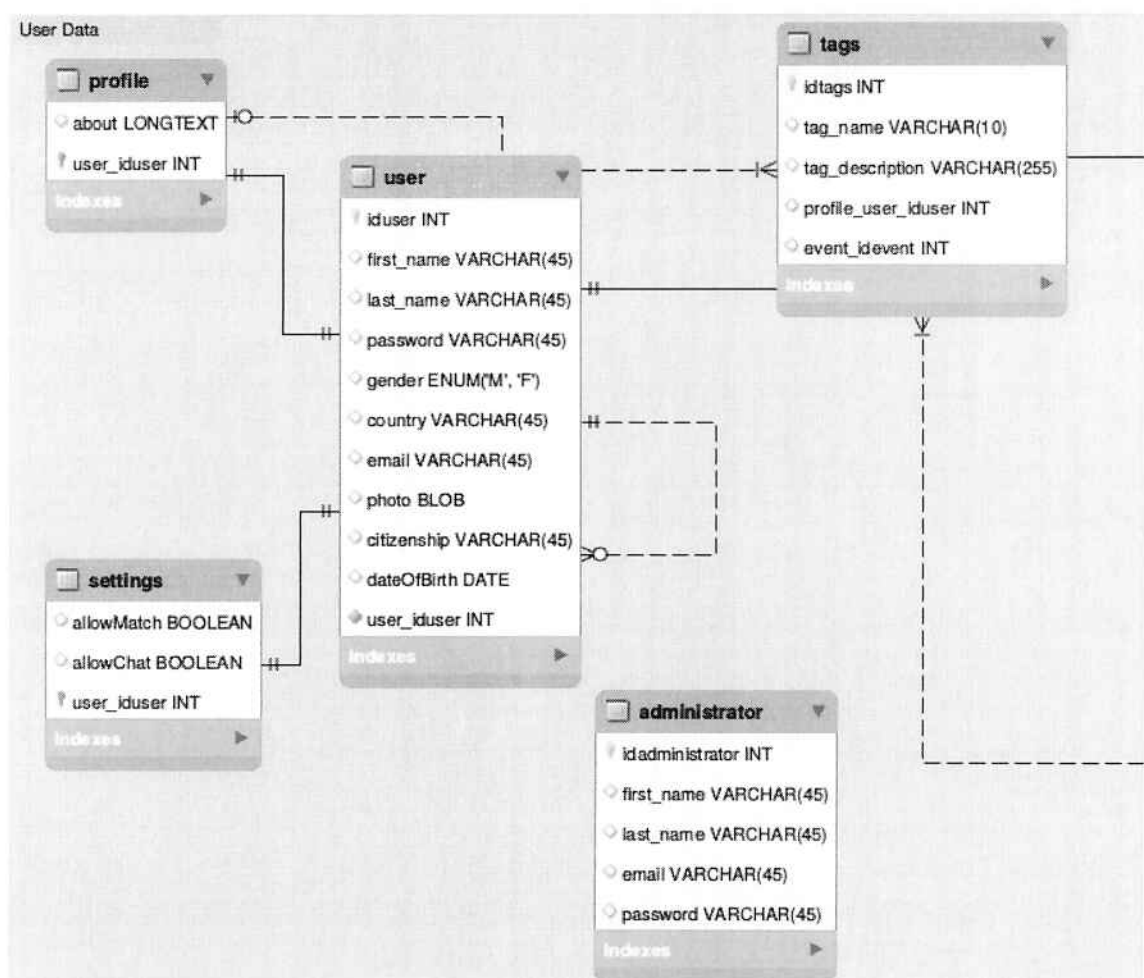 User Data
profile
about LONGTEXT
user_iduser INT
Indexes
user
iduser INT
first_name VARCHAR(45)
last_name VARCHAR(45)
password VARCHAR(45)
gender ENUM('M', 'F')
country VARCHAR(45)
email VARCHAR(45)
photo BLOB
citizenship VARCHAR(45)
dateOfBirth DATE
user_iduser INT
Indexes
tags
idtags INT
tag_name VARCHAR(10)
tag_description VARCHAR(255)
profile_user_iduser INT
event_idevent INT
Indexes
settings
allowMatch BOOLEAN
allowChat BOOLEAN
user_iduser INT
Indexes
administrator
idadministrator INT
first_name VARCHAR(45)
last_name VARCHAR(45)
email VARCHAR(45)
password VARCHAR(45)
Indexes